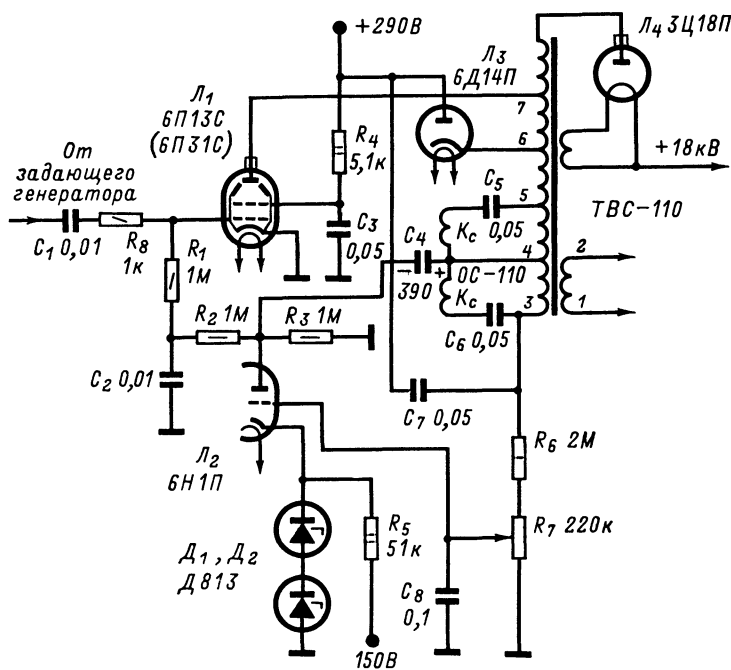 +290В
Л4 3Ц18П
Л3
6Д14П
Л1
6П13С
(6П31С)
7
R4
5,1к
6
+18кВ
От
задающего
генератора
C5
0,05
5
ТВС-110
C1 0,01
R8
1к
R1
1М
C3
0,05
Kc
C4
4
2
– +
ОС-110
390
Kc
3
1
R2 1М
R3 1М
C6 0,05
C2 0,01
C7 0,05
R6 2М
Л2
6Н1П
R5
51к
R7 220к
Д1, Д2
Д813
C8
0,1
150В